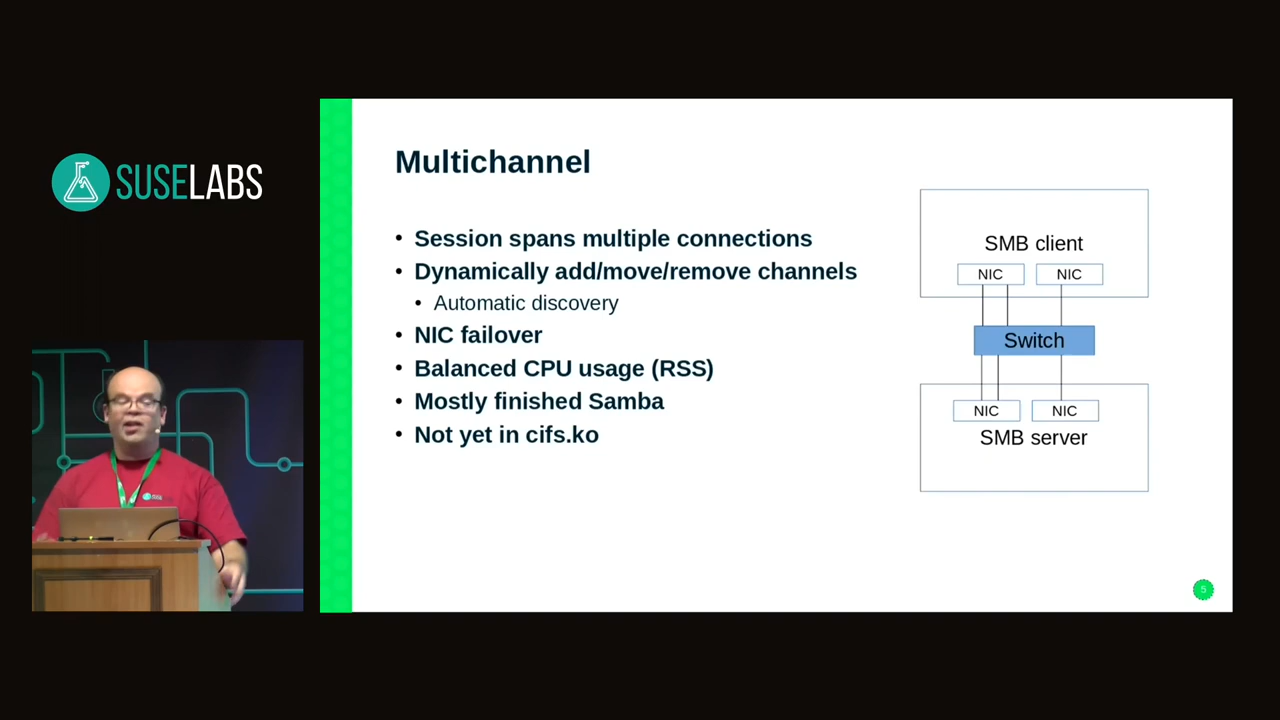 SUSELABS
Multichannel
• Session spans multiple connections
• Dynamically add/move/remove channels
• Automatic discovery
• NIC failover
• Balanced CPU usage (RSS)
• Mostly finished Samba
• Not yet in cifs.ko
SMB client
NIC NIC
Switch
NIC NIC
SMB server
5